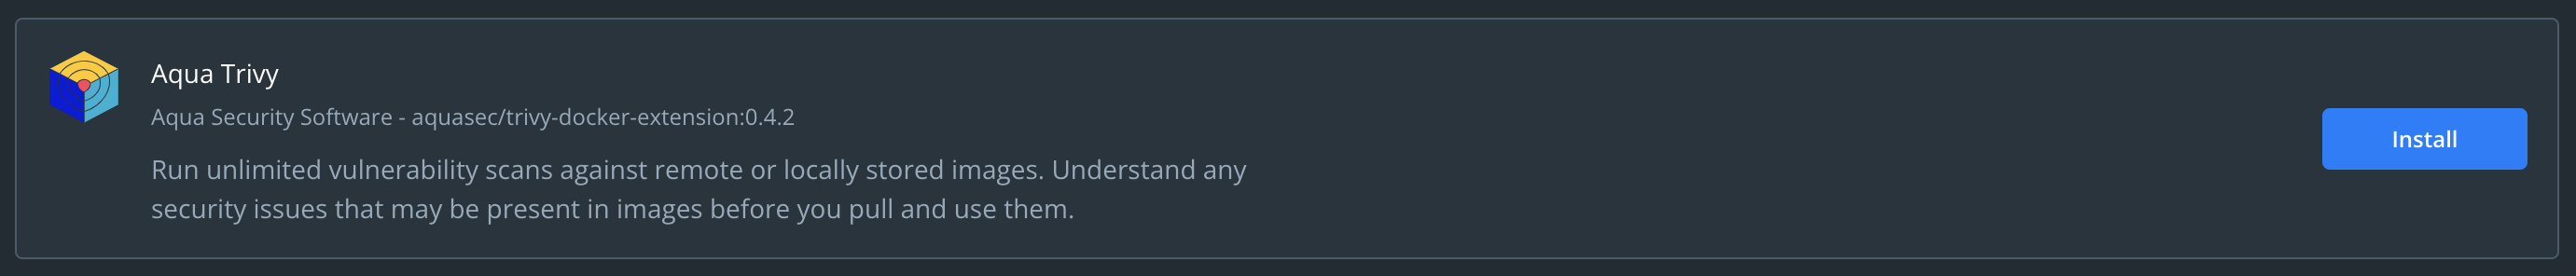 Aqua Trivy
Aqua Security Software - aquasec/trivy-docker-extension:0.4.2
Run unlimited vulnerability scans against remote or locally stored images. Understand any
security issues that may be present in images before you pull and use them.
Install